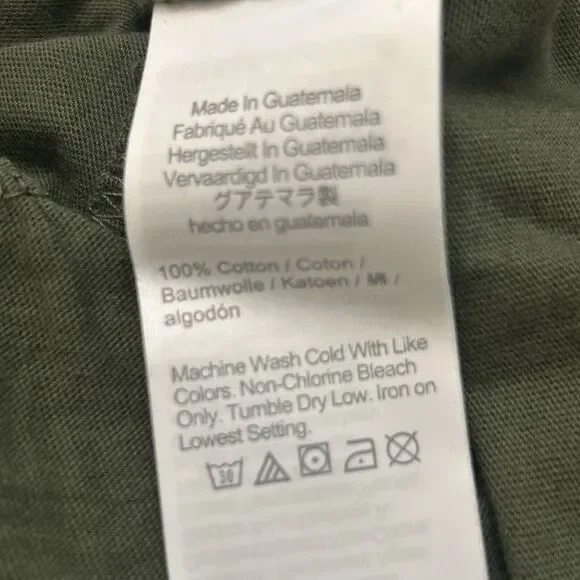 Made In Guatemala
Fabriqué Au Guatemala
Hergestellt In Guatemala
Vervaardigd In Guatemala
グアテマラ製
hecho en guatemala
100% Cotton / Coton /
Baumwolle / Katoen / 綿 /
algodón
Machine Wash Cold With Like
Colors. Non-Chlorine Bleach
Only. Tumble Dry Low. Iron on
Lowest Setting.
30